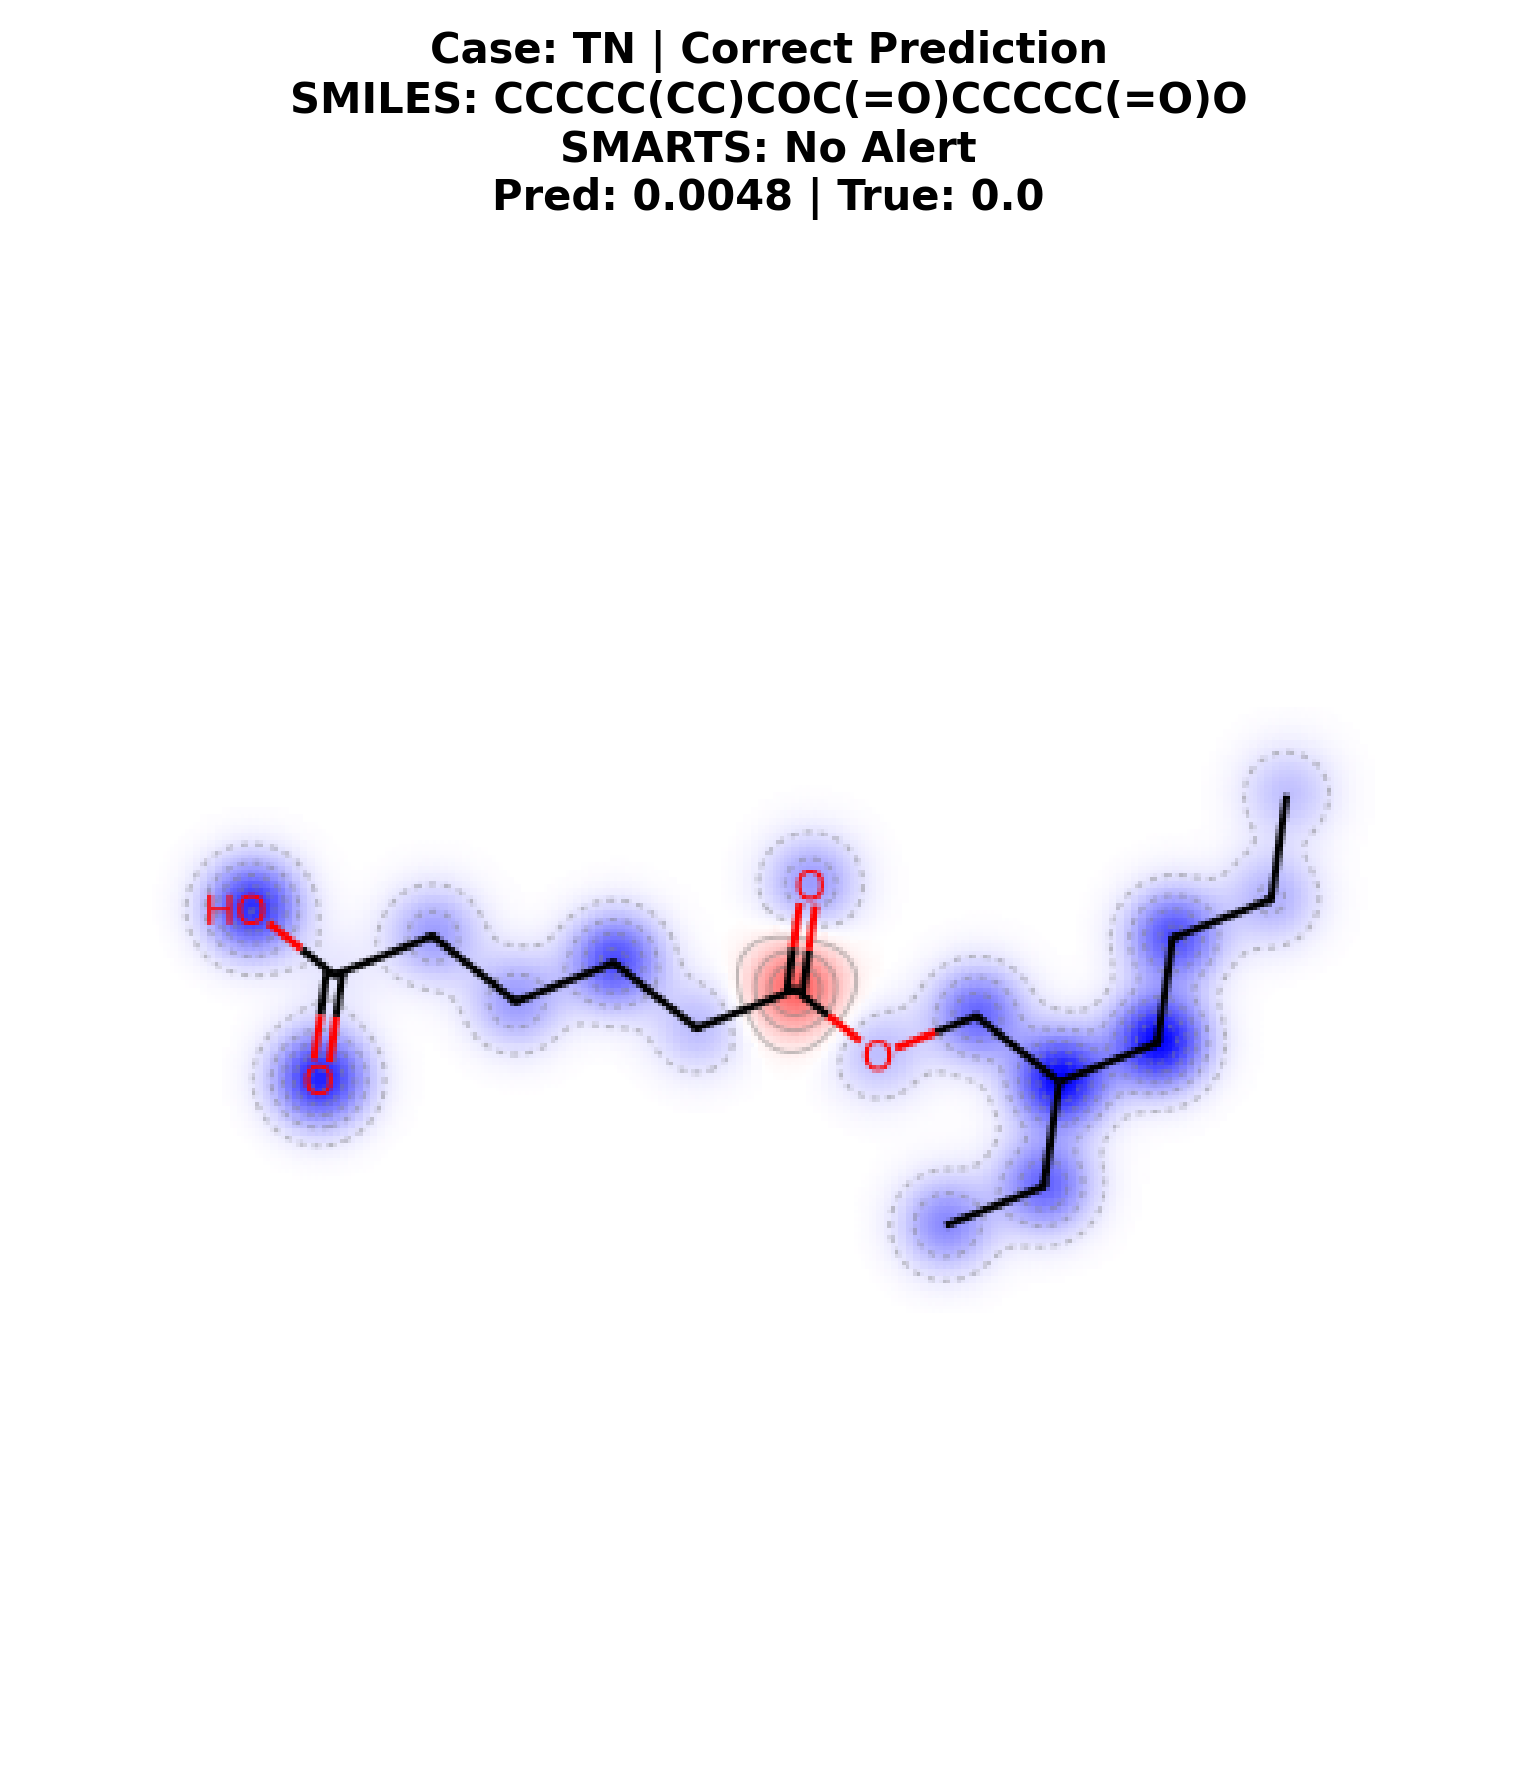 Case: TN | Correct Prediction
SMILES: CCCCC(CC)COC(=O)CCCCC(=O)O
SMARTS: No Alert
Pred: 0.0048 | True: 0.0
O
HO
O
O